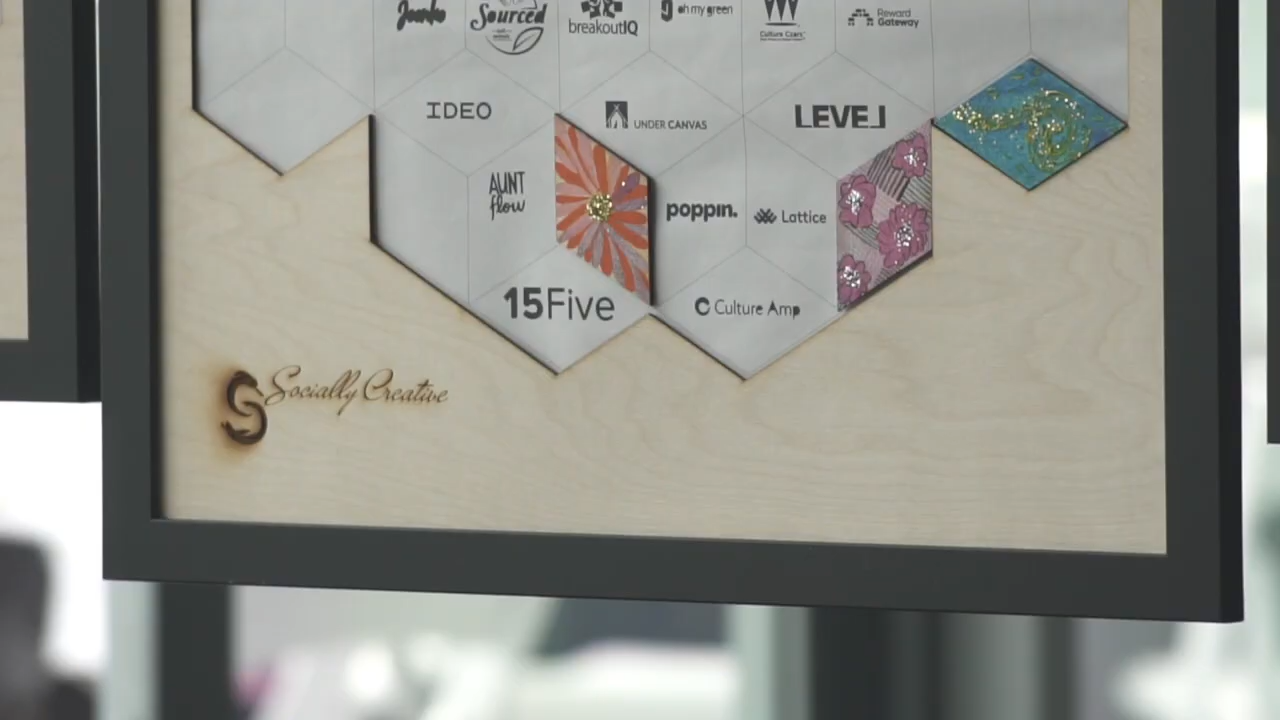 Sourced
breakoutIQ
oh my green
Culture Czars
Reward
Gateway
IDEO
UNDER CANVAS
LEVEL
AUNT
flow
poppin.
Lattice
15Five
Culture Amp
Socially Creative